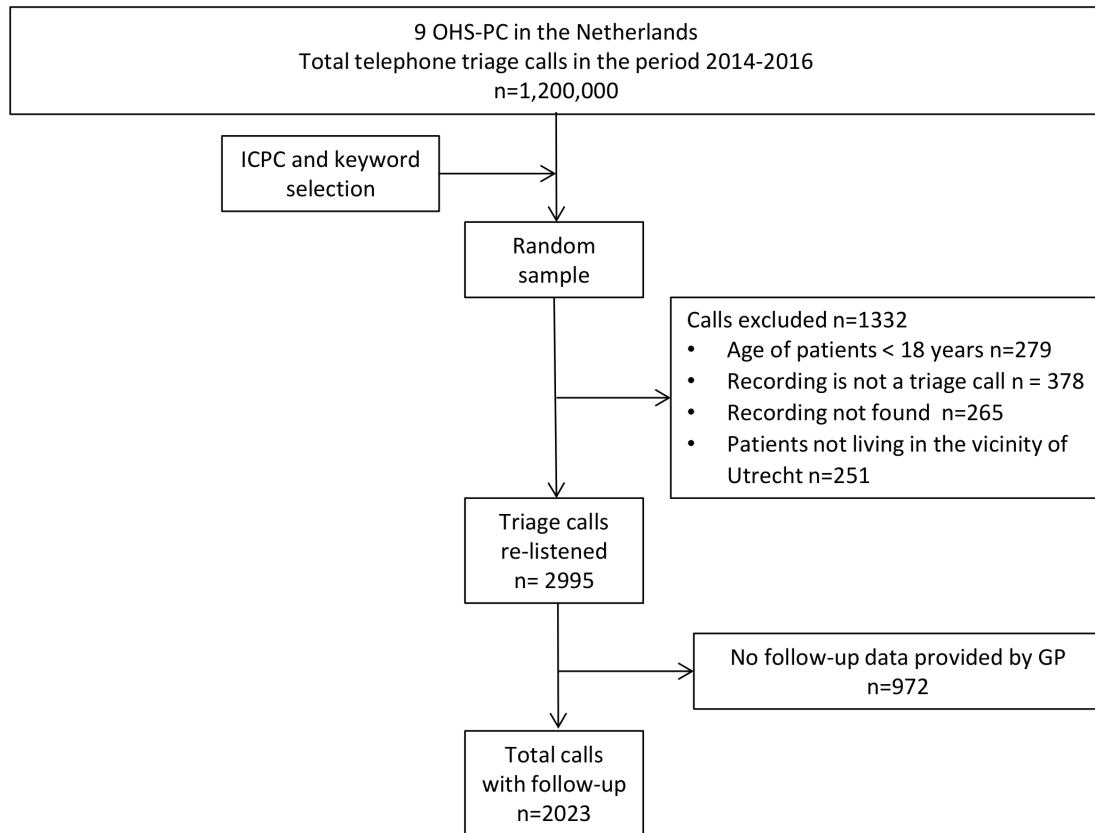 9 OHS-PC in the Netherlands
Total telephone triage calls in the period 2014-2016
n=1,200,000
ICPC and keyword
selection
Random
sample
Calls excluded n=1332
• Age of patients < 18 years n=279
• Recording is not a triage call n = 378
• Recording not found n=265
• Patients not living in the vicinity of
Utrecht n=251
Triage calls
re-listened
n= 2995
No follow-up data provided by GP
n=972
Total calls
with follow-up
n=2023